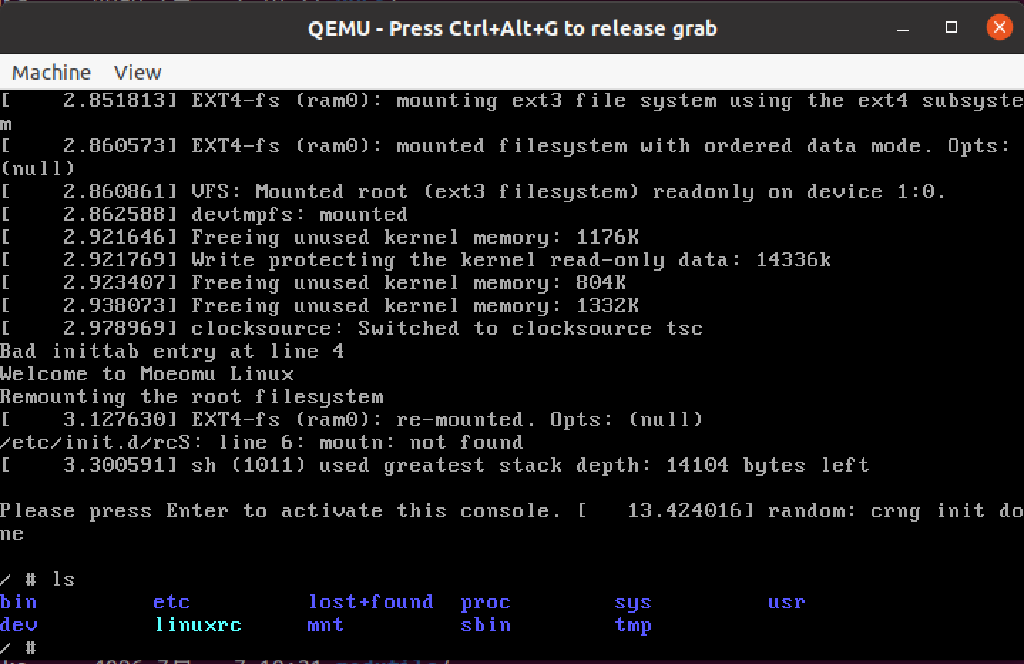 QEMU - Press Ctrl+Alt+G to release grab
Machine View
[    2.851813] EXT4-fs (ram0): mounting ext3 file system using the ext4 subsyste
m
[    2.860573] EXT4-fs (ram0): mounted filesystem with ordered data mode. Opts:
(null)
[    2.860861] VFS: Mounted root (ext3 filesystem) readonly on device 1:0.
[    2.862588] devtmpfs: mounted
[    2.921646] Freeing unused kernel memory: 1176K
[    2.921769] Write protecting the kernel read-only data: 14336k
[    2.923407] Freeing unused kernel memory: 804K
[    2.938073] Freeing unused kernel memory: 1332K
[    2.978969] clocksource: Switched to clocksource tsc
Bad inittab entry at line 4
Welcome to Moeomu Linux
Remounting the root filesystem
[    3.127630] EXT4-fs (ram0): re-mounted. Opts: (null)
/etc/init.d/rcS: line 6: moutn: not found
[    3.300591] sh (1011) used greatest stack depth: 14104 bytes left
Please press Enter to activate this console. [   13.424016] random: crng init do
ne
/ # ls
bin         etc         lost+found  proc        sys         usr
dev         linuxrc     mnt         sbin        tmp
/ #